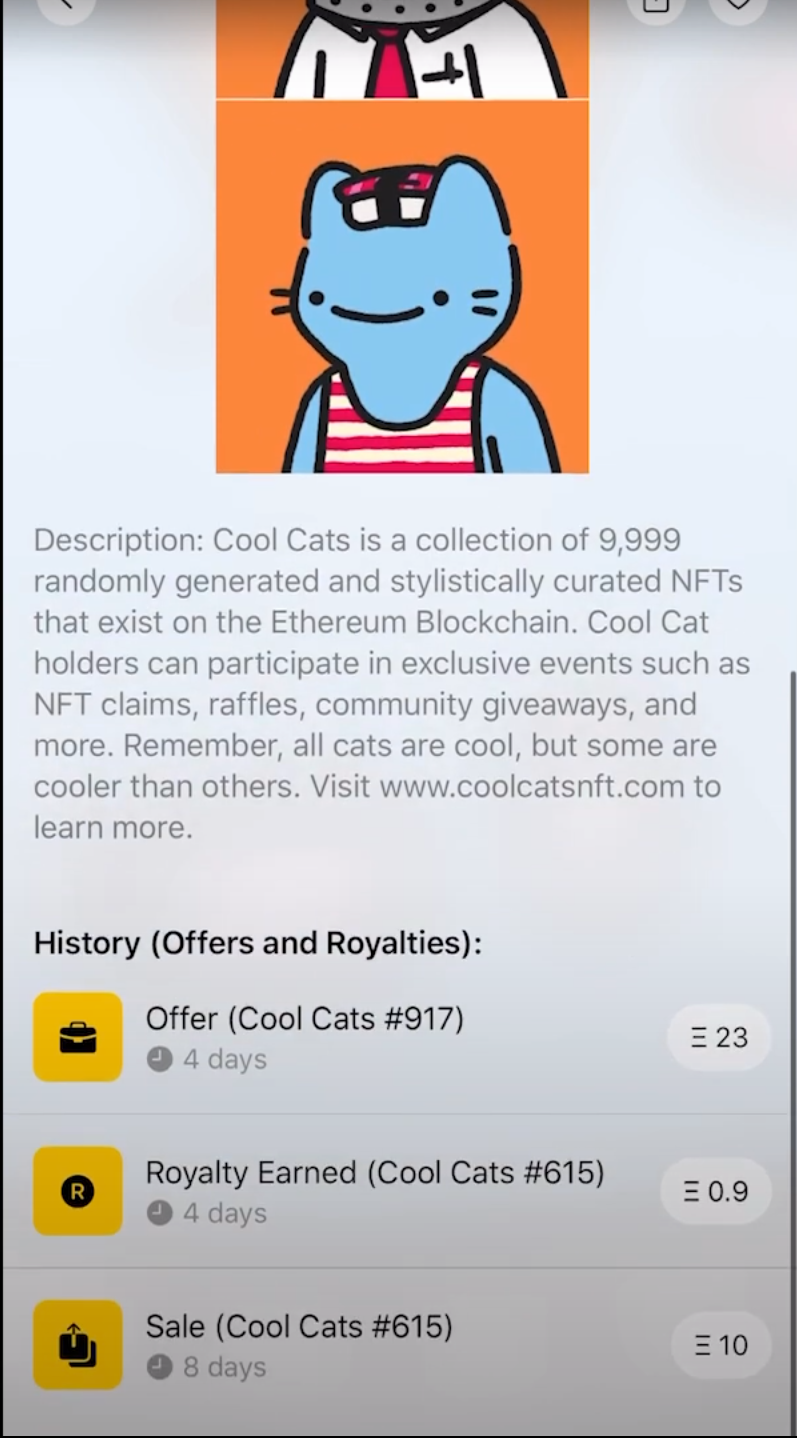 Description: Cool Cats is a collection of 9,999
randomly generated and stylistically curated NFTs
that exist on the Ethereum Blockchain. Cool Cat
holders can participate in exclusive events such as
NFT claims, raffles, community giveaways, and
more. Remember, all cats are cool, but some are
cooler than others. Visit www.coolcatsnft.com to
learn more.
History (Offers and Royalties):
Offer (Cool Cats #917)
4 days
Ξ 23
R
Royalty Earned (Cool Cats #615)
4 days
Ξ 0.9
Sale (Cool Cats #615)
8 days
Ξ 10